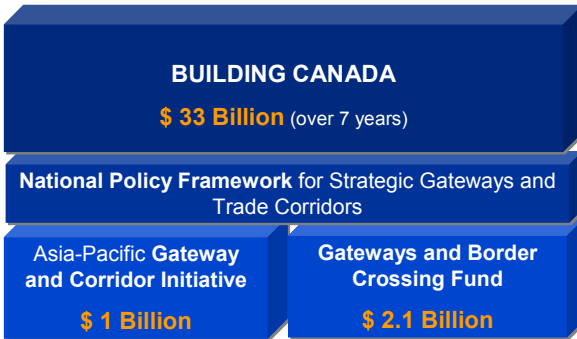 BUILDING CANADA
$ 33 Billion (over 7 years)
National Policy Framework for Strategic Gateways and
Trade Corridors
Asia-Pacific Gateway
and Corridor Initiative
$ 1 Billion
Gateways and Border
Crossing Fund
$ 2.1 Billion